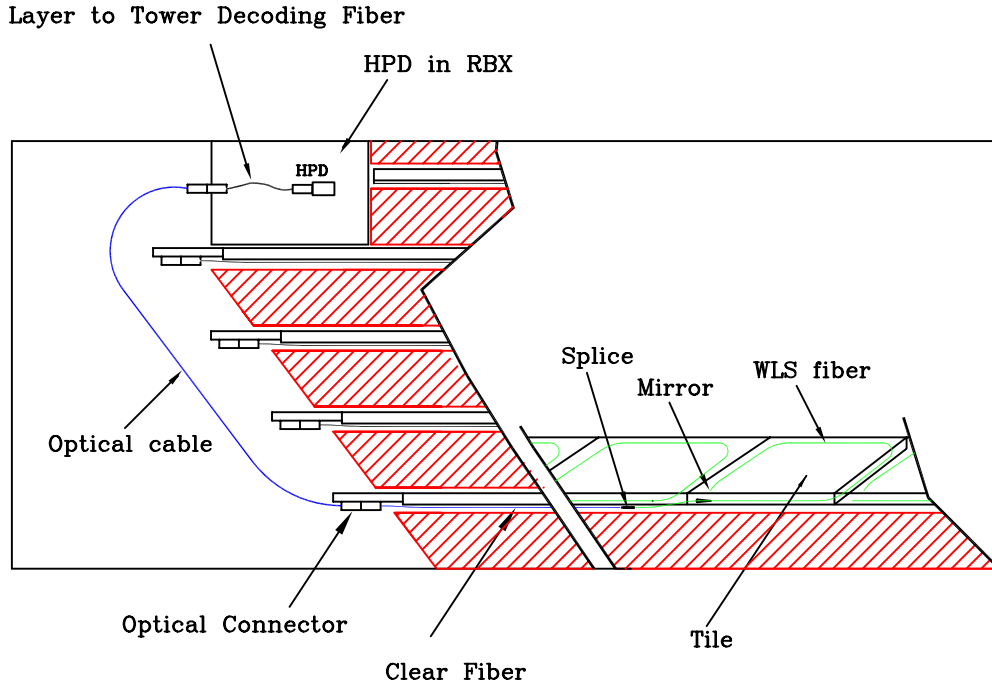 Layer to Tower Decoding Fiber
HPD in RBX
HPD
Splice
WLS fiber
Mirror
Optical cable
Optical Connector
Tile
Clear Fiber